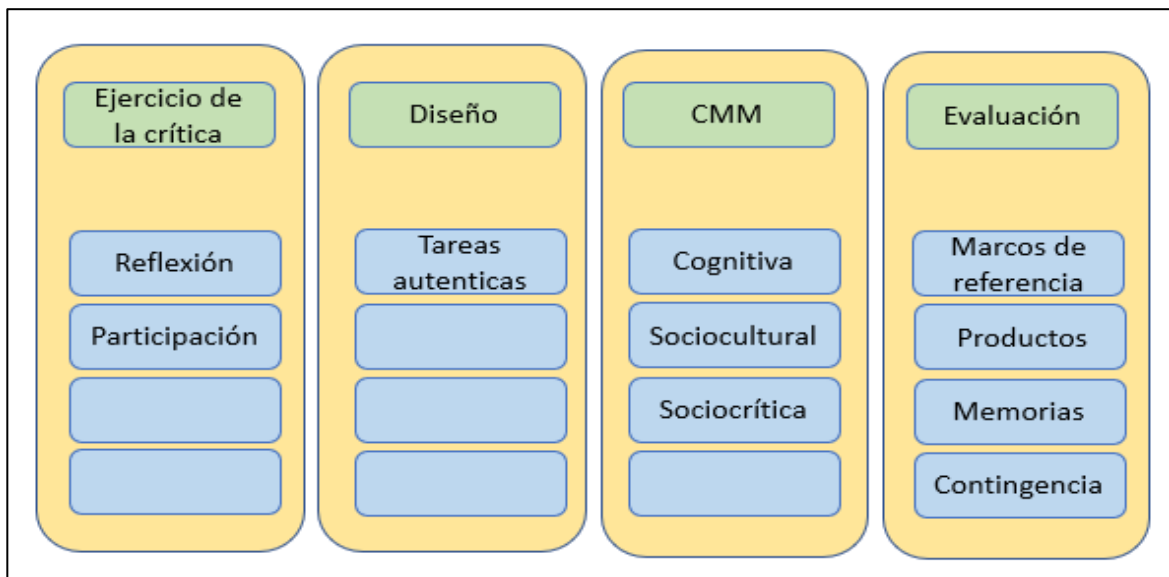 Ejercicio de
la crítica
Reflexión
Participación
Diseño
Tareas
autenticas
CMM
Cognitiva
Sociocultural
Sociocrítica
Evaluación
Marcos de
referencia
Productos
Memorias
Contingencia